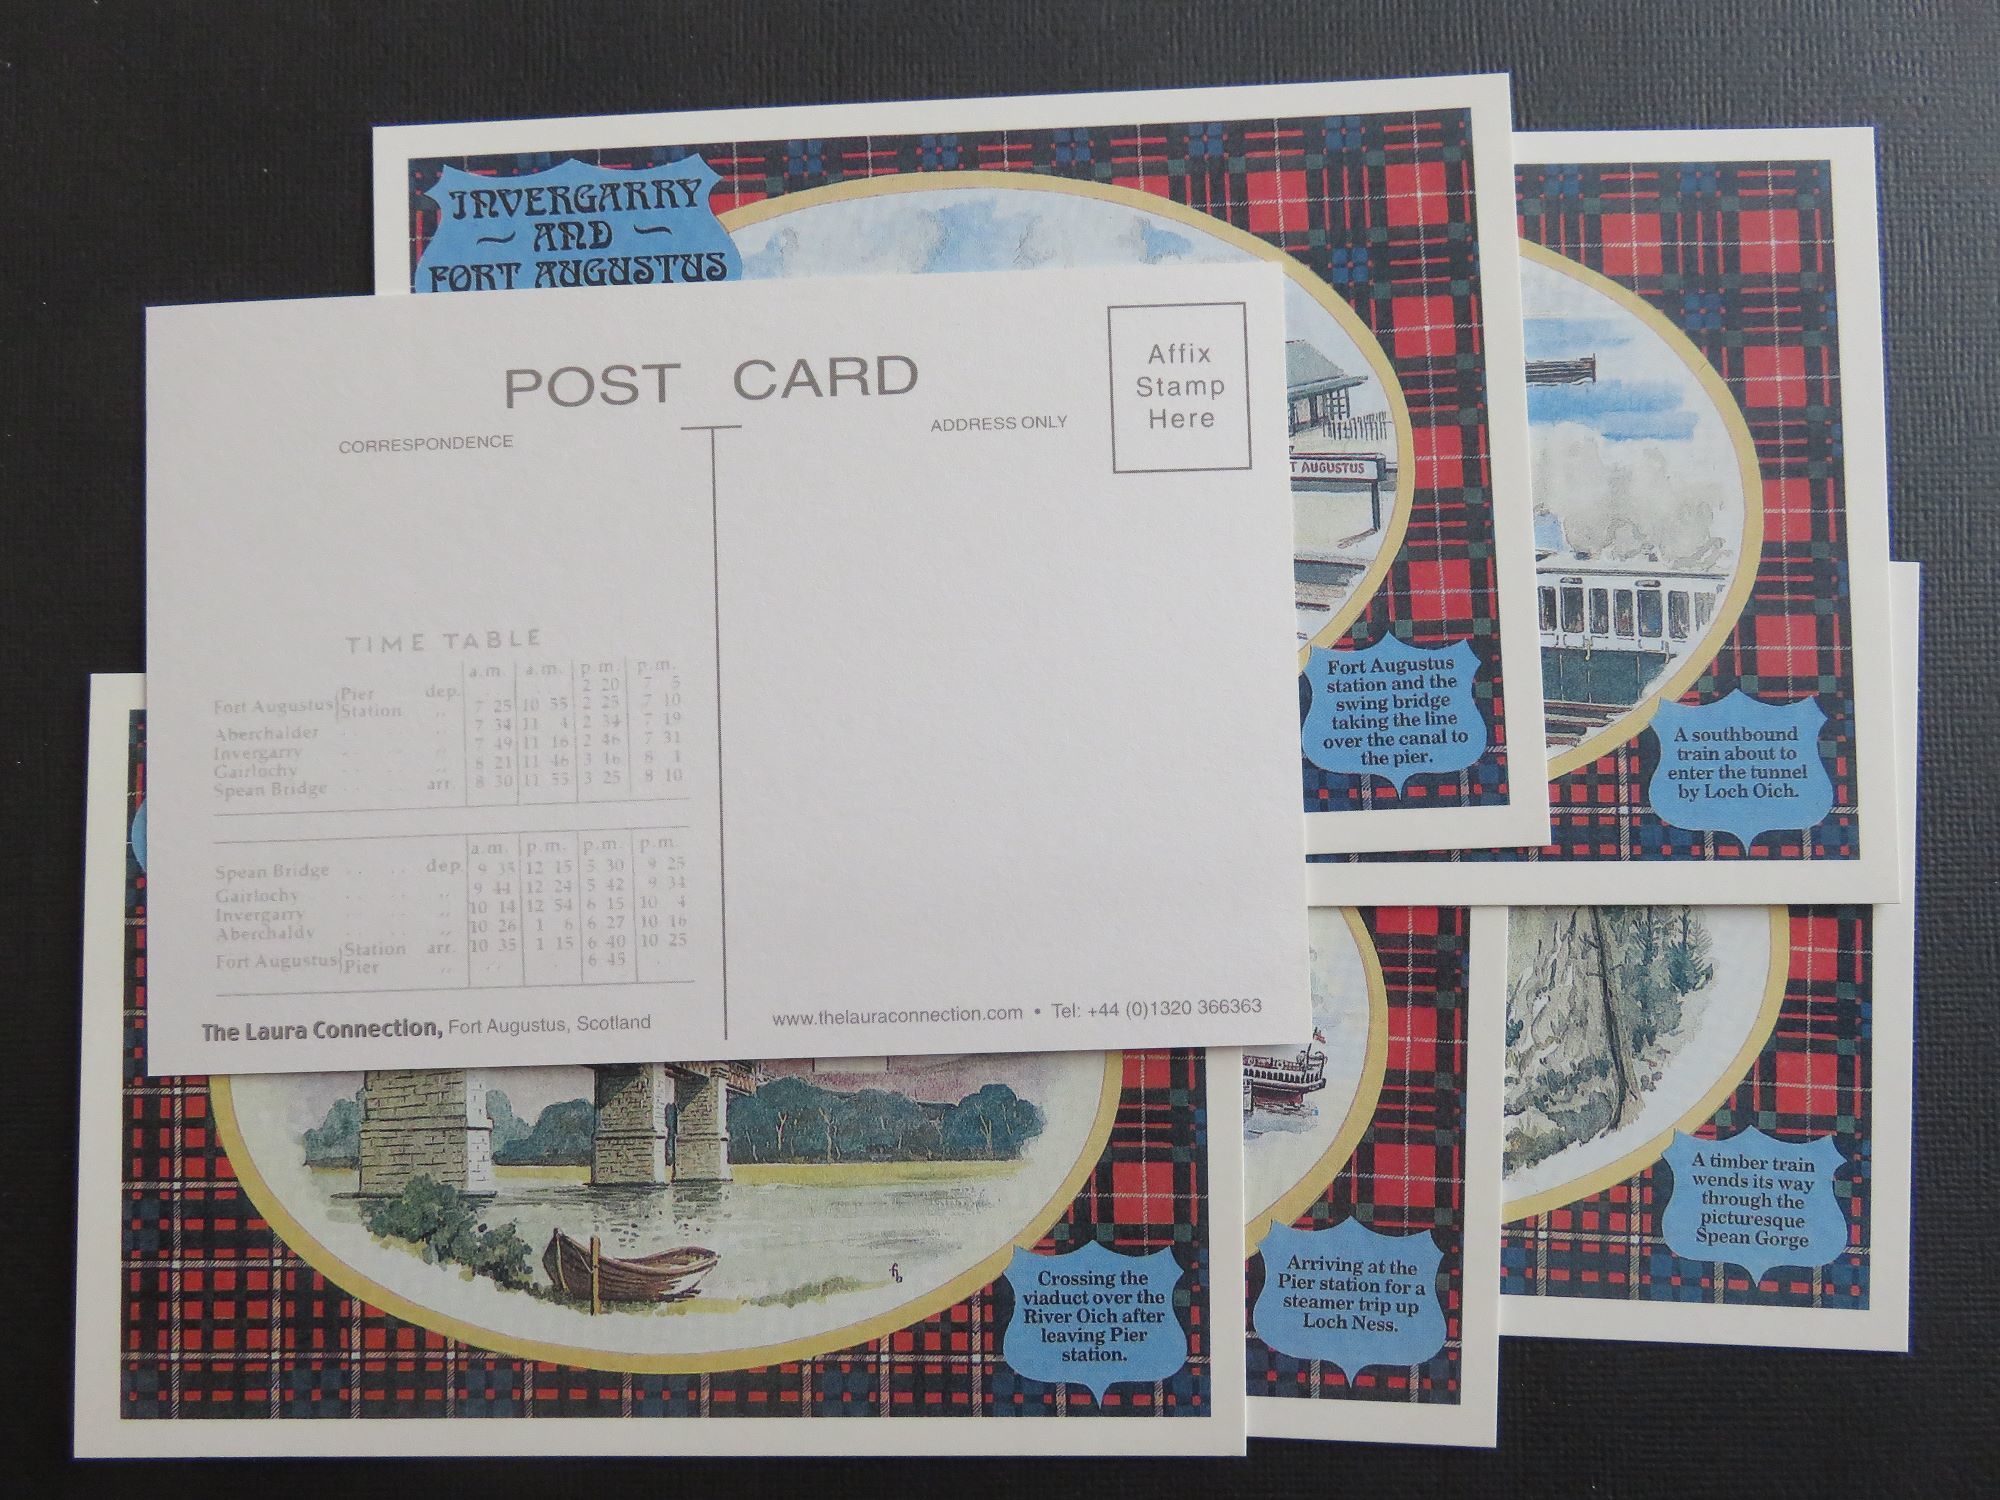 INVERGARRY
~ AND ~
FORT AUGUSTUS
POST CARD
CORRESPONDENCE
ADDRESS ONLY
Affix
Stamp
Here
TIME TABLE
a.m. a.m. p.m. p.m.
Fort Augustus Pier dep. 2 20 7 5
Station „ 7 25 10 55 2 25 7 10
Aberchalder „ 7 34 11 4 2 34 7 19
Invergarry „ 7 49 11 16 2 46 7 31
Gairlochy „ 8 21 11 46 3 16 8 1
Spean Bridge arr. 8 30 11 55 3 25 8 10
a.m. p.m. p.m. p.m.
Spean Bridge dep. 9 35 12 15 5 30 9 25
Gairlochy „ 9 44 12 24 5 42 9 34
Invergarry „ 10 14 12 54 6 15 10 4
Aberchaldy „ 10 26 1 6 6 27 10 16
Fort Augustus Station arr. 10 35 1 15 6 40 10 25
Pier „ 6 45
The Laura Connection, Fort Augustus, Scotland
www.thelauraconnection.com • Tel: +44 (0)1320 366363
T AUGUSTUS
Fort Augustus
station and the
swing bridge
taking the line
over the canal to
the pier.
A southbound
train about to
enter the tunnel
by Loch Oich.
A timber train
wends its way
through the
picturesque
Spean Gorge
Arriving at the
Pier station for a
steamer trip up
Loch Ness.
Crossing the
viaduct over the
River Oich after
leaving Pier
station.